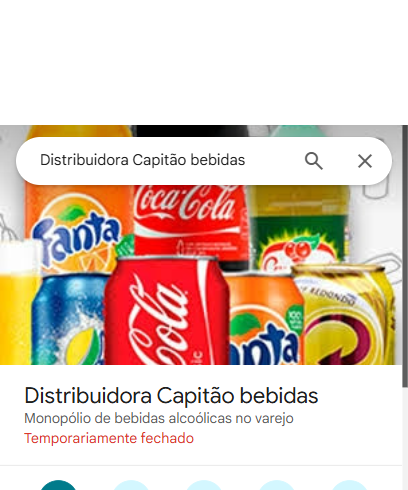 Distribuidora Capitão bebidas
Fanta
Coca-Cola
Coca-Cola
Fanta
REDONDO
Distribuidora Capitão bebidas
Monopólio de bebidas alcoólicas no varejo
Temporariamente fechado